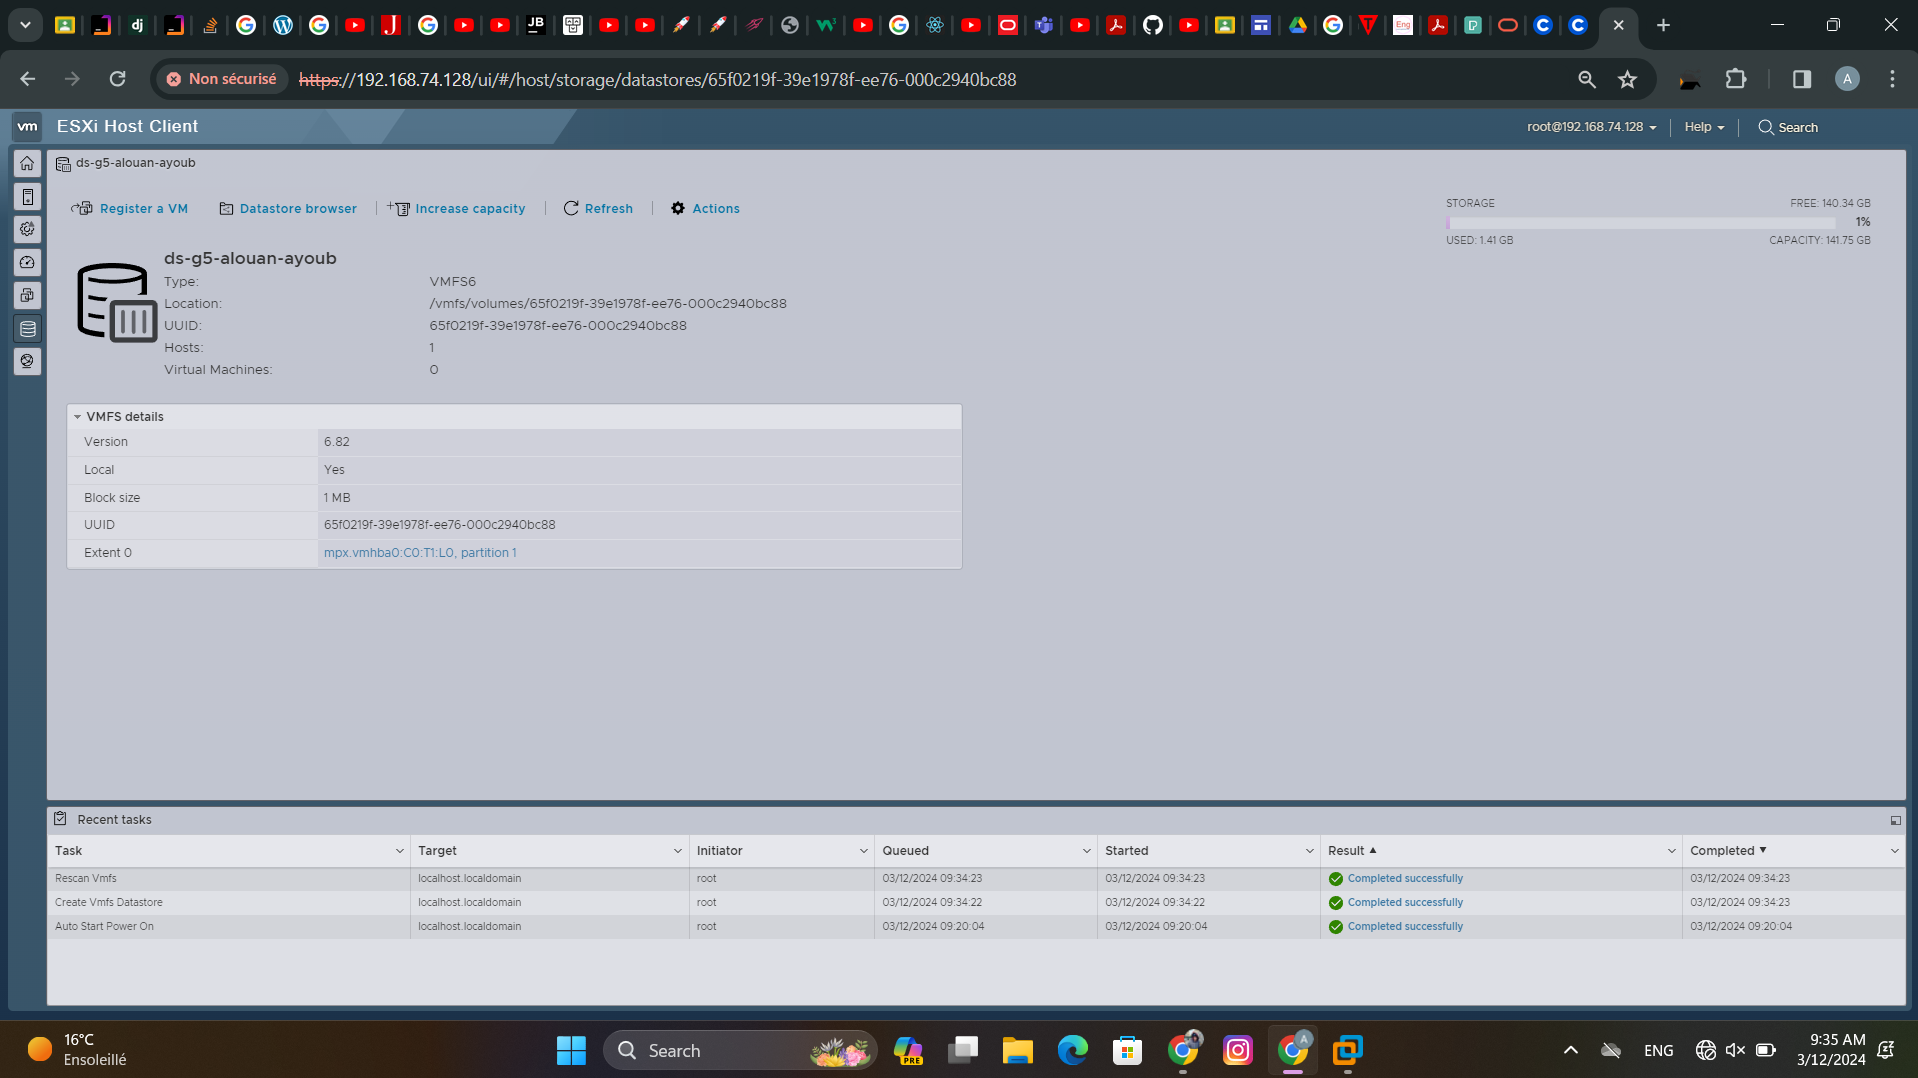 Non sécurisé
https://192.168.74.128/ui/#/host/storage/datastores/65f0219f-39e1978f-ee76-000c2940bc88
A
vm ESXi Host Client
root@192.168.74.128 Help Search
ds-g5-alouan-ayoub
Register a VM Datastore browser Increase capacity Refresh Actions
STORAGE FREE: 140.34 GB
1%
USED: 1.41 GB CAPACITY: 141.75 GB
ds-g5-alouan-ayoub
Type: VMFS6
Location: /vmfs/volumes/65f0219f-39e1978f-ee76-000c2940bc88
UUID: 65f0219f-39e1978f-ee76-000c2940bc88
Hosts: 1
Virtual Machines: 0
VMFS details
Version 6.82
Local Yes
Block size 1 MB
UUID 65f0219f-39e1978f-ee76-000c2940bc88
Extent 0 mpx.vmhba0:C0:T1:L0, partition 1
Recent tasks
Task Target Initiator Queued Started Result Completed
Rescan Vmfs localhost.localdomain root 03/12/2024 09:34:23 03/12/2024 09:34:23 Completed successfully 03/12/2024 09:34:23
Create Vmfs Datastore localhost.localdomain root 03/12/2024 09:34:22 03/12/2024 09:34:22 Completed successfully 03/12/2024 09:34:23
Auto Start Power On localhost.localdomain root 03/12/2024 09:20:04 03/12/2024 09:20:04 Completed successfully 03/12/2024 09:20:04
16°C
Ensoleillé
Search
PRE
A
ENG
9:35 AM
3/12/2024